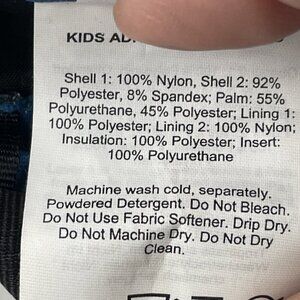 KIDS
Shell 1: 100% Nylon, Shell 2: 92%
Polyester, 8% Spandex; Palm: 55%
Polyurethane, 45% Polyester; Lining 1:
100% Polyester; Lining 2: 100% Nylon;
Insulation: 100% Polyester; Insert:
100% Polyurethane
Machine wash cold, separately.
Powdered Detergent. Do Not Bleach.
Do Not Use Fabric Softener. Drip Dry.
Do Not Machine Dry. Do Not Dry
Clean.